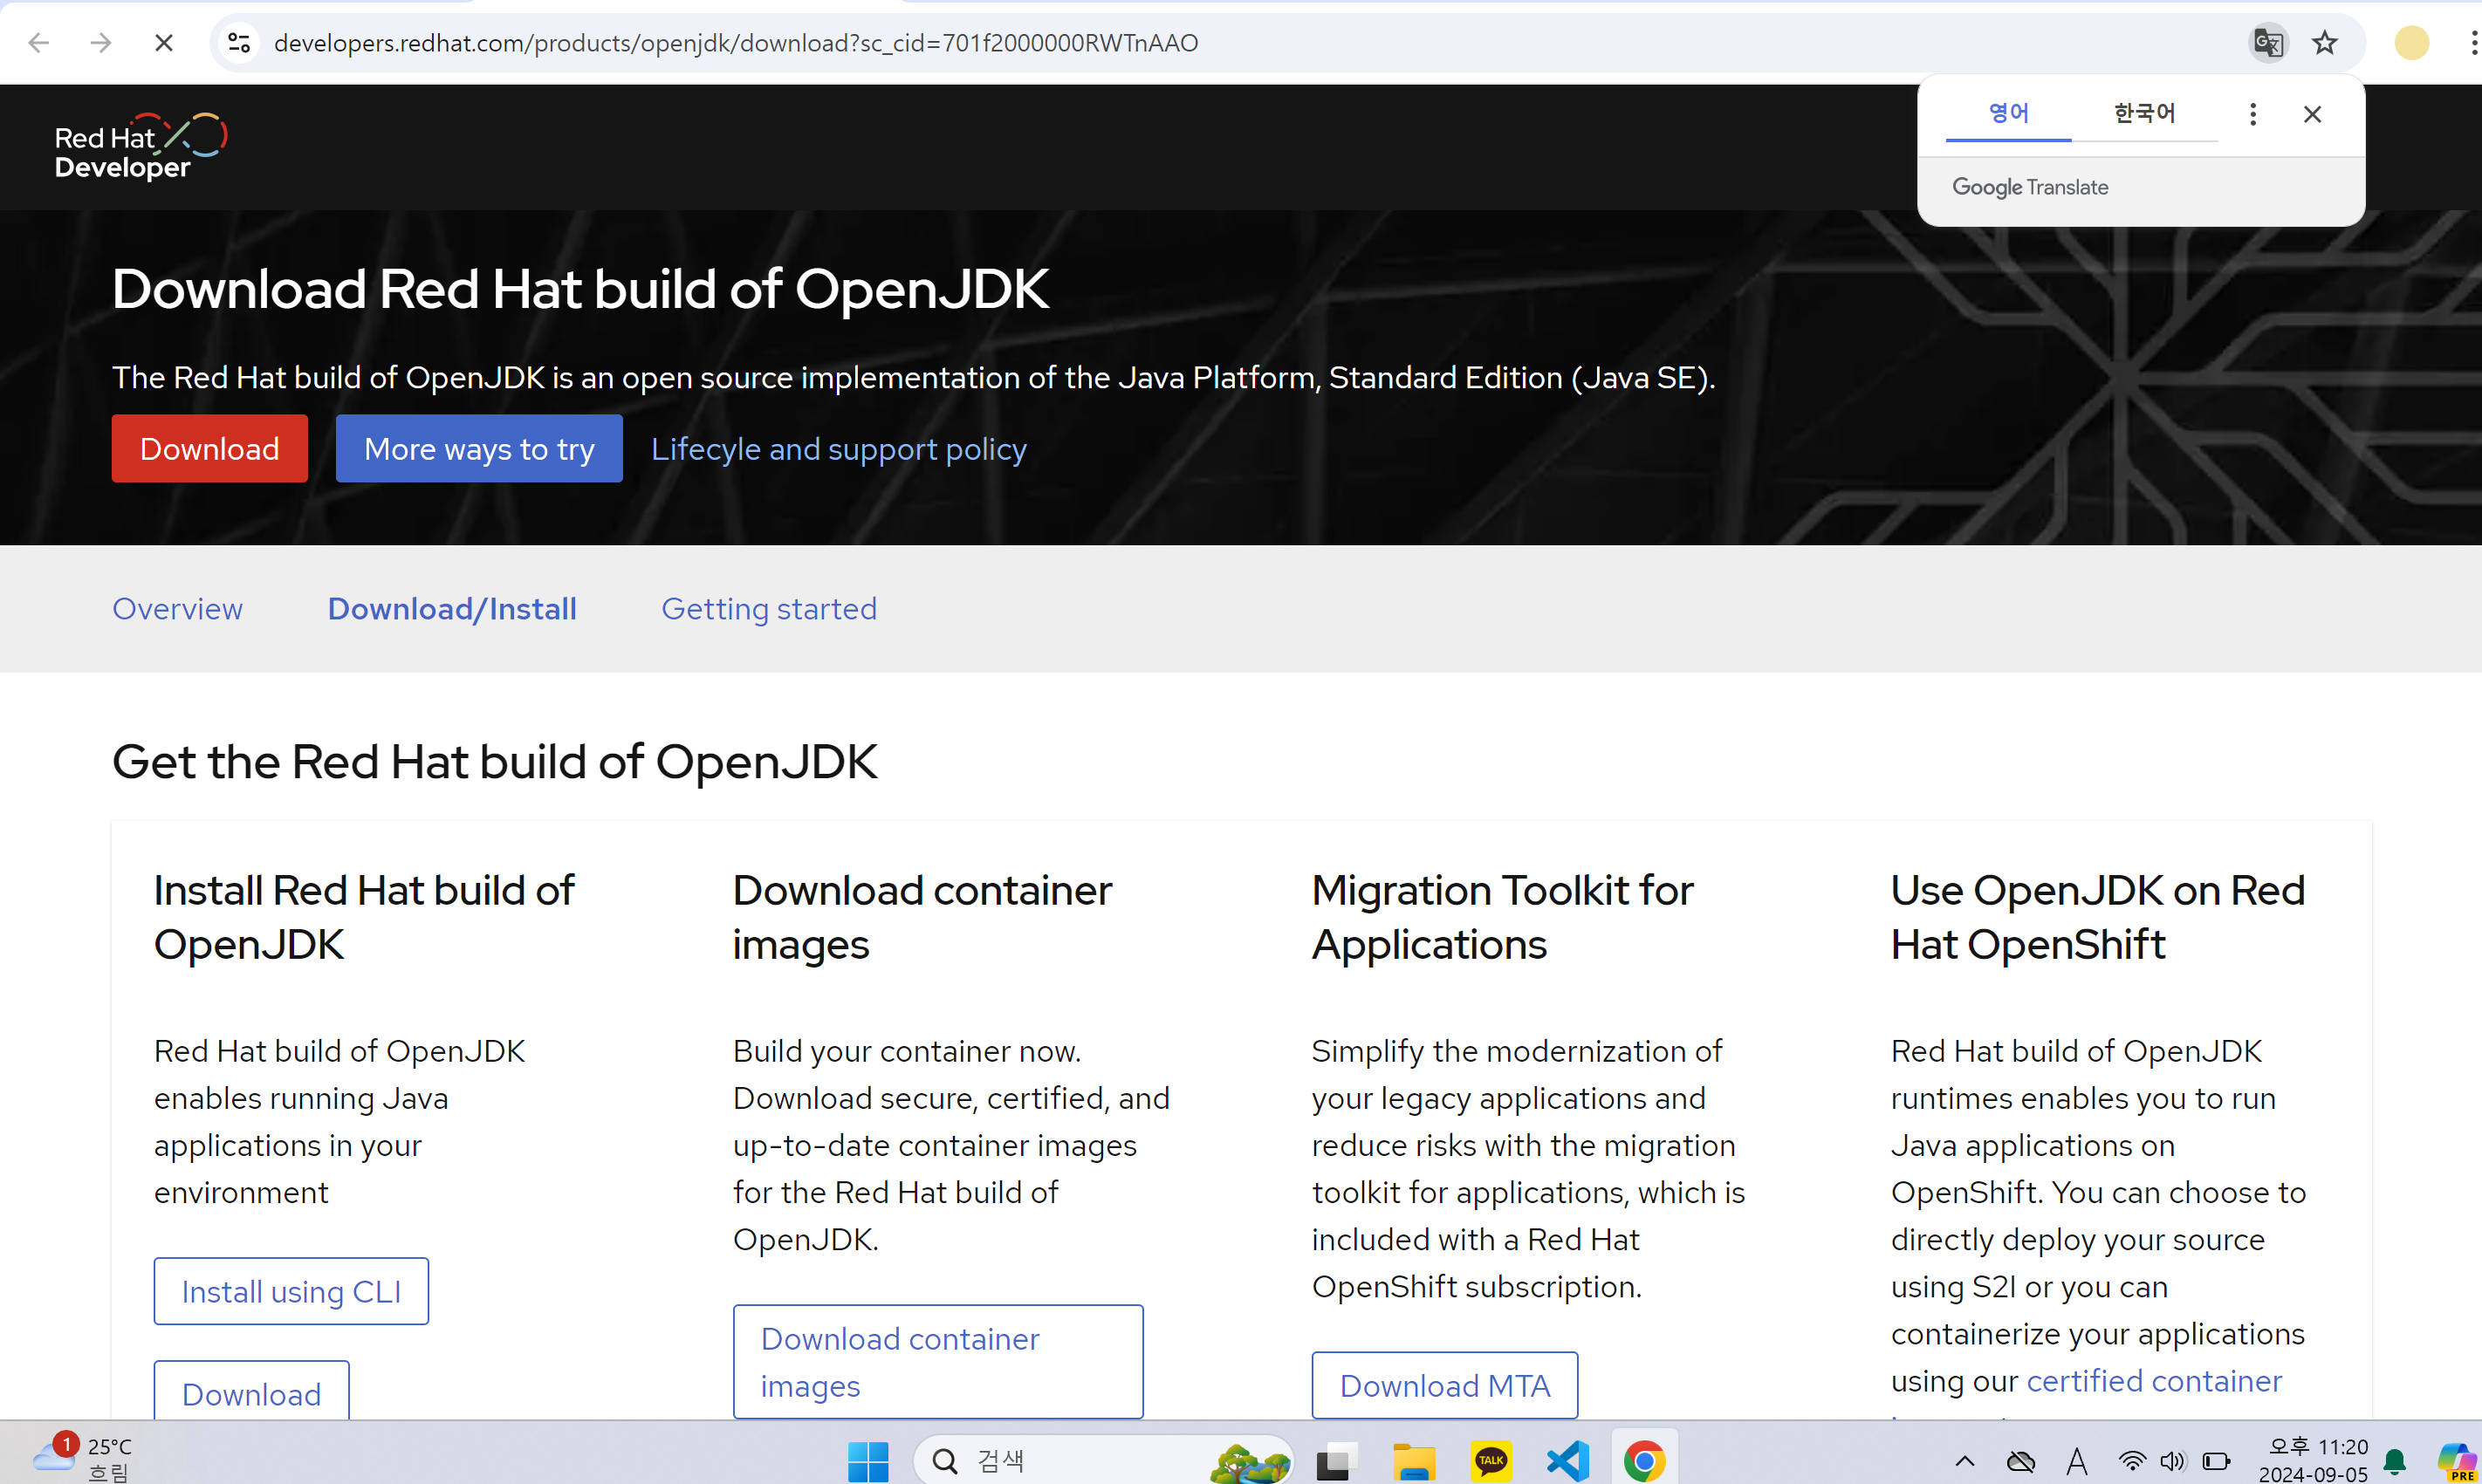 developers.redhat.com/products/openjdk/download?sc_cid=701f2000000RWTnAAO
영어 한국어
Google Translate
Red Hat
Developer
Download Red Hat build of OpenJDK
The Red Hat build of OpenJDK is an open source implementation of the Java Platform, Standard Edition (Java SE).
Download More ways to try Lifecyle and support policy
Overview Download/Install Getting started
Get the Red Hat build of OpenJDK
Install Red Hat build of
OpenJDK
Red Hat build of OpenJDK
enables running Java
applications in your
environment
Install using CLI
Download
Download container
images
Build your container now.
Download secure, certified, and
up-to-date container images
for the Red Hat build of
OpenJDK.
Download container
images
Migration Toolkit for
Applications
Simplify the modernization of
your legacy applications and
reduce risks with the migration
toolkit for applications, which is
included with a Red Hat
OpenShift subscription.
Download MTA
Use OpenJDK on Red
Hat OpenShift
Red Hat build of OpenJDK
runtimes enables you to run
Java applications on
OpenShift. You can choose to
directly deploy your source
using S2I or you can
containerize your applications
using our certified container
1
25°C
흐림
검색
TALK
A
오후 11:20
2024-09-05
PRE